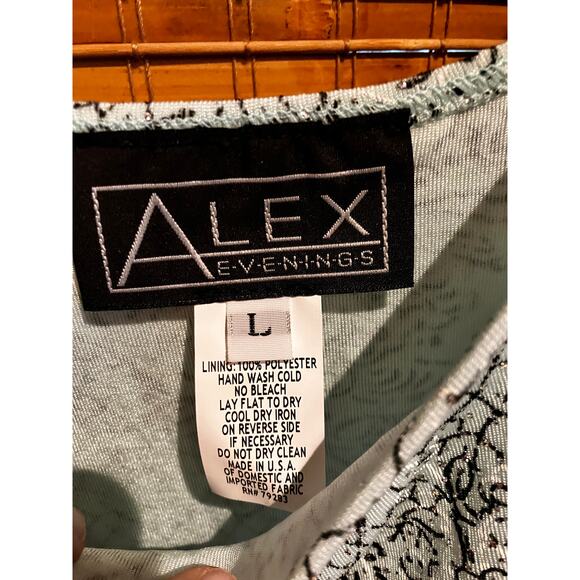 ALEX
E·V·E·N·I·N·G·S
L
LINING: 100% POLYESTER
HAND WASH COLD
NO BLEACH
LAY FLAT TO DRY
COOL DRY IRON
ON REVERSE SIDE
IF NECESSARY
DO NOT DRY CLEAN
MADE IN U.S.A.
OF DOMESTIC AND
IMPORTED FABRIC
RN# 79283